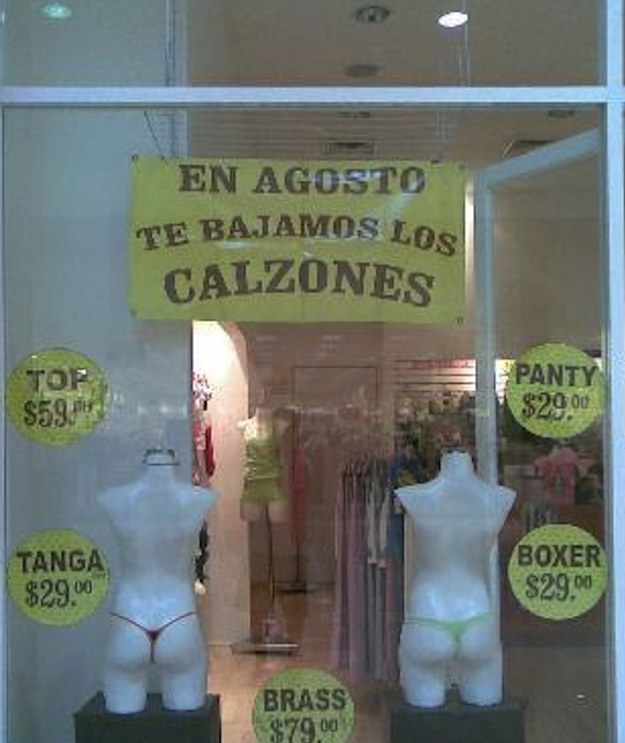 EN AGOSTO
TE BAJAMOS LOS
CALZONES
TOP
$59.00
PANTY
$29.00
TANGA
$29.00
BOXER
$29.00
BRASS
$79.00